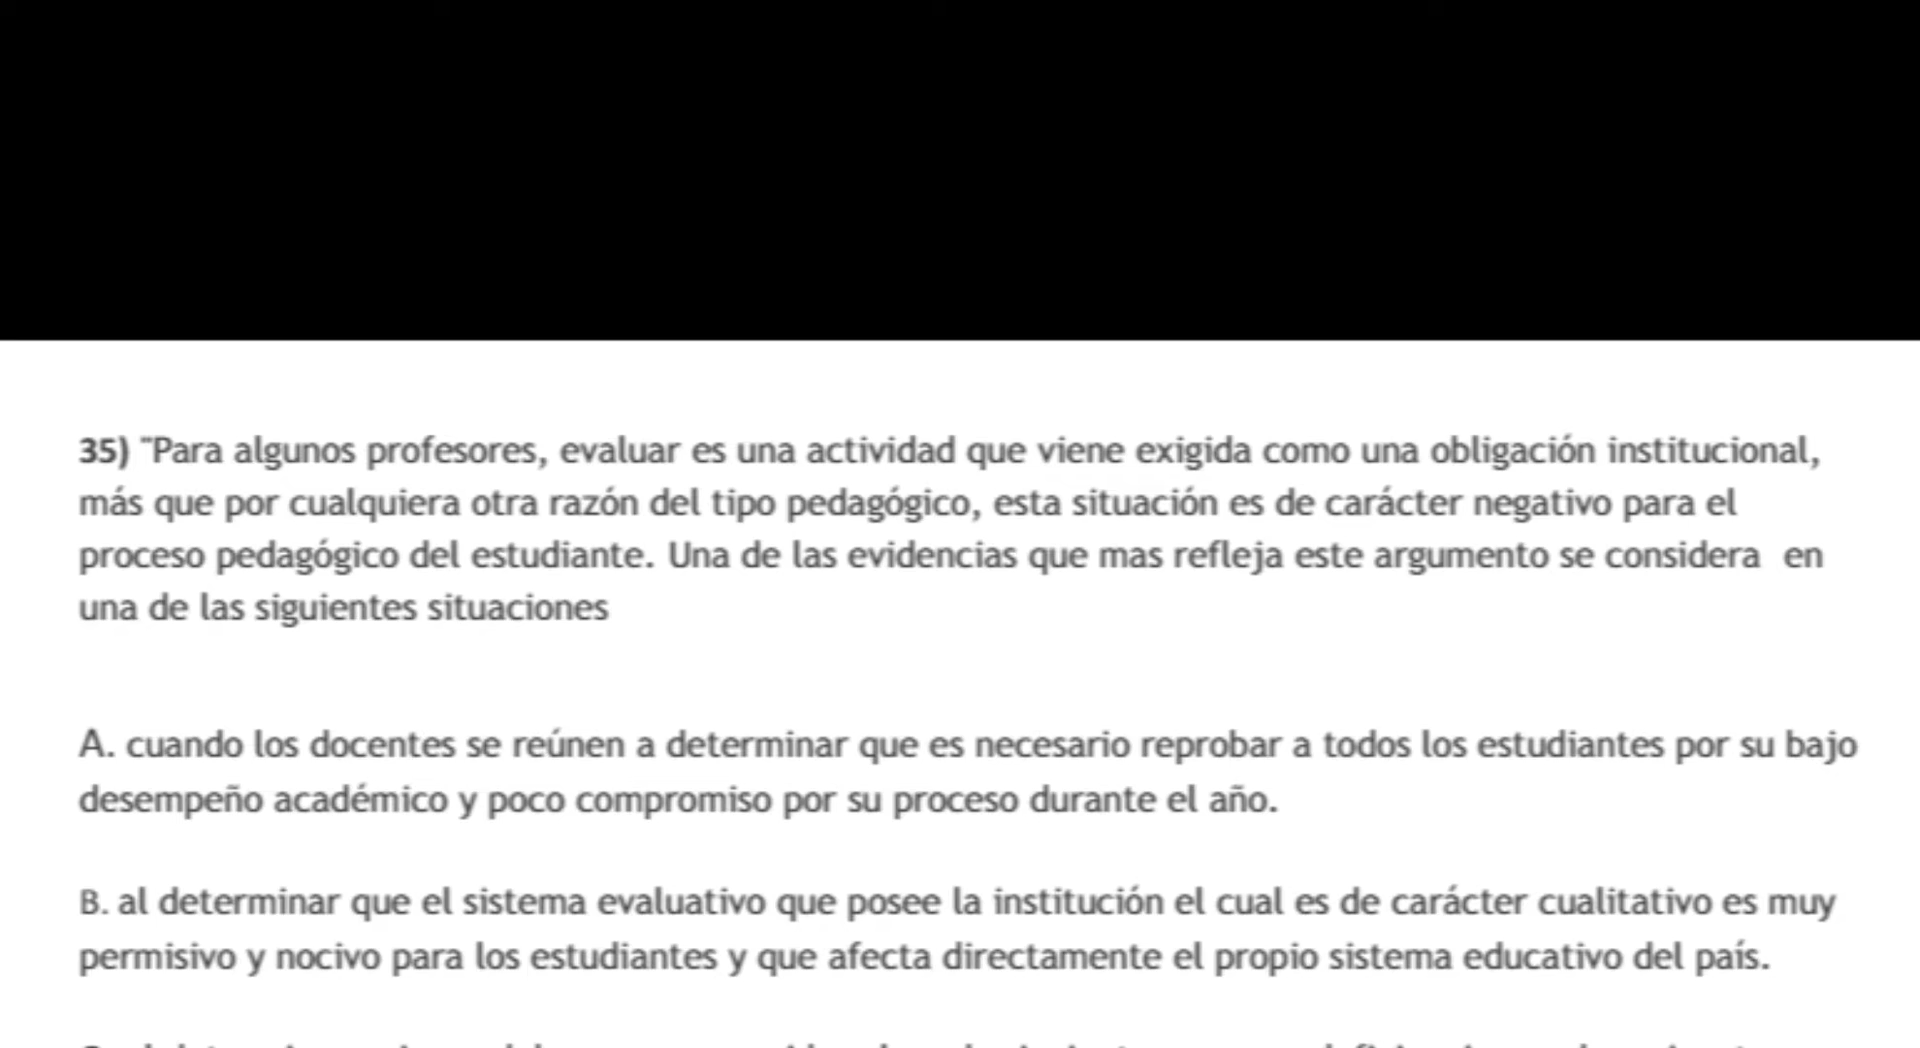 35) "Para algunos profesores, evaluar es una actividad que viene exigida como una obligación institucional,
más que por cualquiera otra razón del tipo pedagógico, esta situación es de carácter negativo para el
proceso pedagógico del estudiante. Una de las evidencias que mas refleja este argumento se considera en
una de las siguientes situaciones
A. cuando los docentes se reúnen a determinar que es necesario reprobar a todos los estudiantes por su bajo
desempeño académico y poco compromiso por su proceso durante el año.
B. al determinar que el sistema evaluativo que posee la institución el cual es de carácter cualitativo es muy
permisivo y nocivo para los estudiantes y que afecta directamente el propio sistema educativo del país.